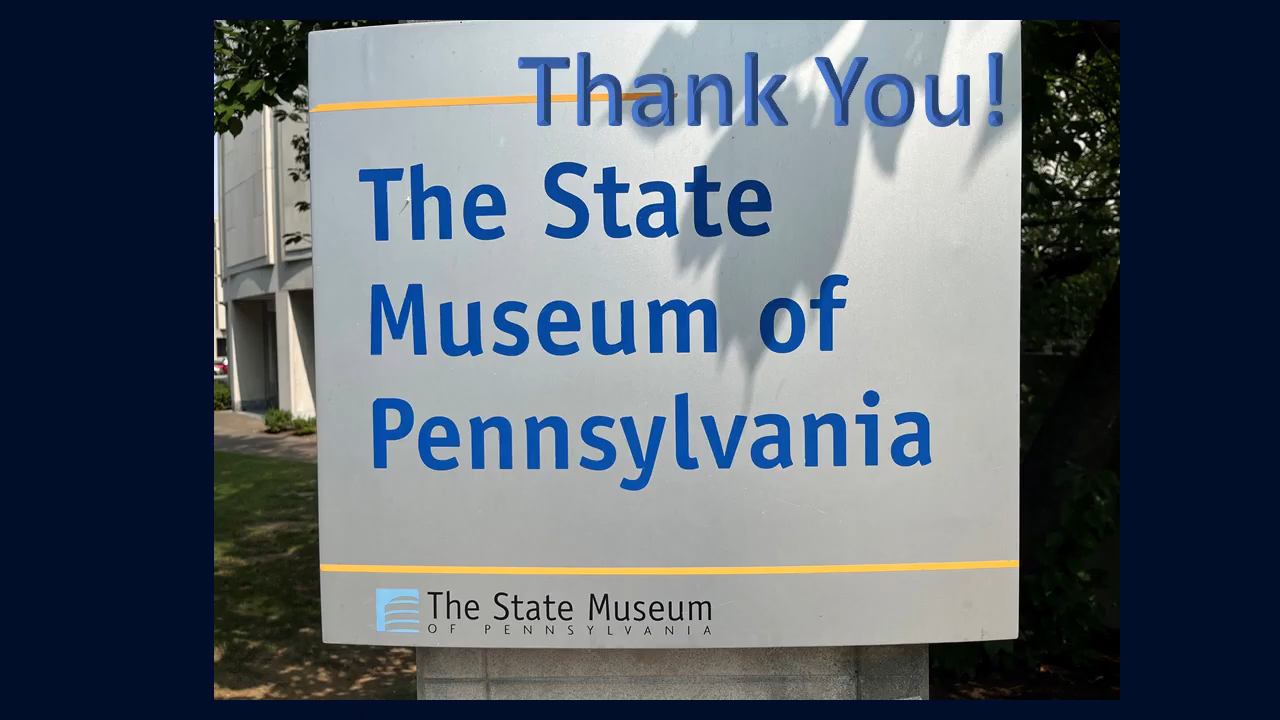 Thank You!
The State
Museum of
Pennsylvania
The State Museum
OF PENNSYLVANIA